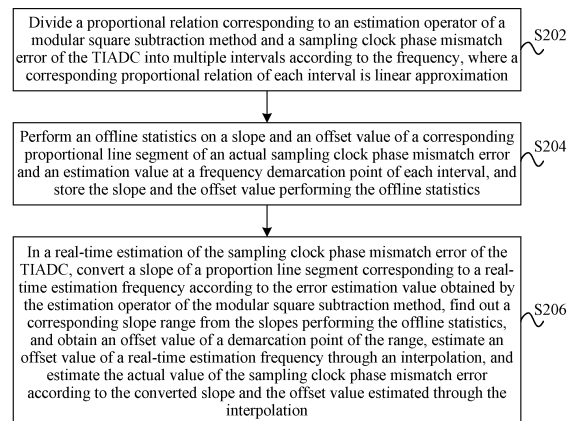 Divide a proportional relation corresponding to an estimation operator of a
modular square subtraction method and a sampling clock phase mismatch
error of the TIADC into multiple intervals according to the frequency, where a
corresponding proportional relation of each interval is linear approximation
S202
Perform an offline statistics on a slope and an offset value of a corresponding
proportional line segment of an actual sampling clock phase mismatch error
and an estimation value at a frequency demarcation point of each interval, and
store the slope and the offset value performing the offline statistics
S204
In a real-time estimation of the sampling clock phase mismatch error of the
TIADC, convert a slope of a proportion line segment corresponding to a real-
time estimation frequency according to the error estimation value obtained by
the estimation operator of the modular square subtraction method, find out a
corresponding slope range from the slopes performing the offline statistics,
and obtain an offset value of a demarcation point of the range, estimate an
offset value of a real-time estimation frequency through an interpolation, and
estimate the actual value of the sampling clock phase mismatch error
according to the converted slope and the offset value estimated through the
interpolation
S206